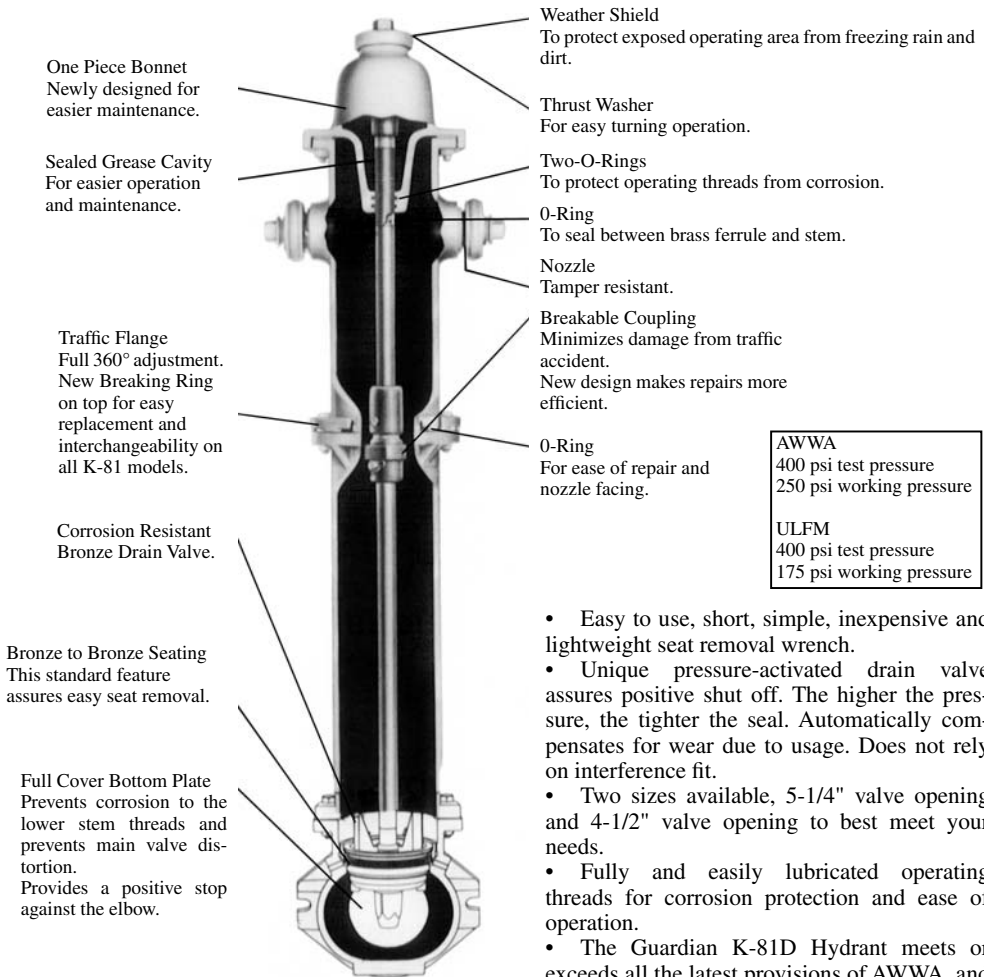 Weather Shield
To protect exposed operating area from freezing rain and
dirt.
One Piece Bonnet
Newly designed for
easier maintenance.
Thrust Washer
For easy turning operation.
Sealed Grease Cavity
For easier operation
and maintenance.
Two-O-Rings
To protect operating threads from corrosion.
0-Ring
To seal between brass ferrule and stem.
Nozzle
Tamper resistant.
Breakable Coupling
Minimizes damage from traffic
accident.
New design makes repairs more
efficient.
Traffic Flange
Full 360° adjustment.
New Breaking Ring
on top for easy
replacement and
interchangeability on
all K-81 models.
0-Ring
For ease of repair and
nozzle facing.
AWWA
400 psi test pressure
250 psi working pressure
ULFM
400 psi test pressure
175 psi working pressure
Corrosion Resistant
Bronze Drain Valve.
Bronze to Bronze Seating
This standard feature
assures easy seat removal.
Full Cover Bottom Plate
Prevents corrosion to the
lower stem threads and
prevents main valve dis-
tortion.
Provides a positive stop
against the elbow.
• Easy to use, short, simple, inexpensive and
lightweight seat removal wrench.
• Unique pressure-activated drain valve
assures positive shut off. The higher the pres-
sure, the tighter the seal. Automatically com-
pensates for wear due to usage. Does not rely
on interference fit.
• Two sizes available, 5-1/4" valve opening
and 4-1/2" valve opening to best meet your
needs.
• Fully and easily lubricated operating
threads for corrosion protection and ease of
operation.
• The Guardian K-81D Hydrant meets or
exceeds all the latest provisions of AWWA, and